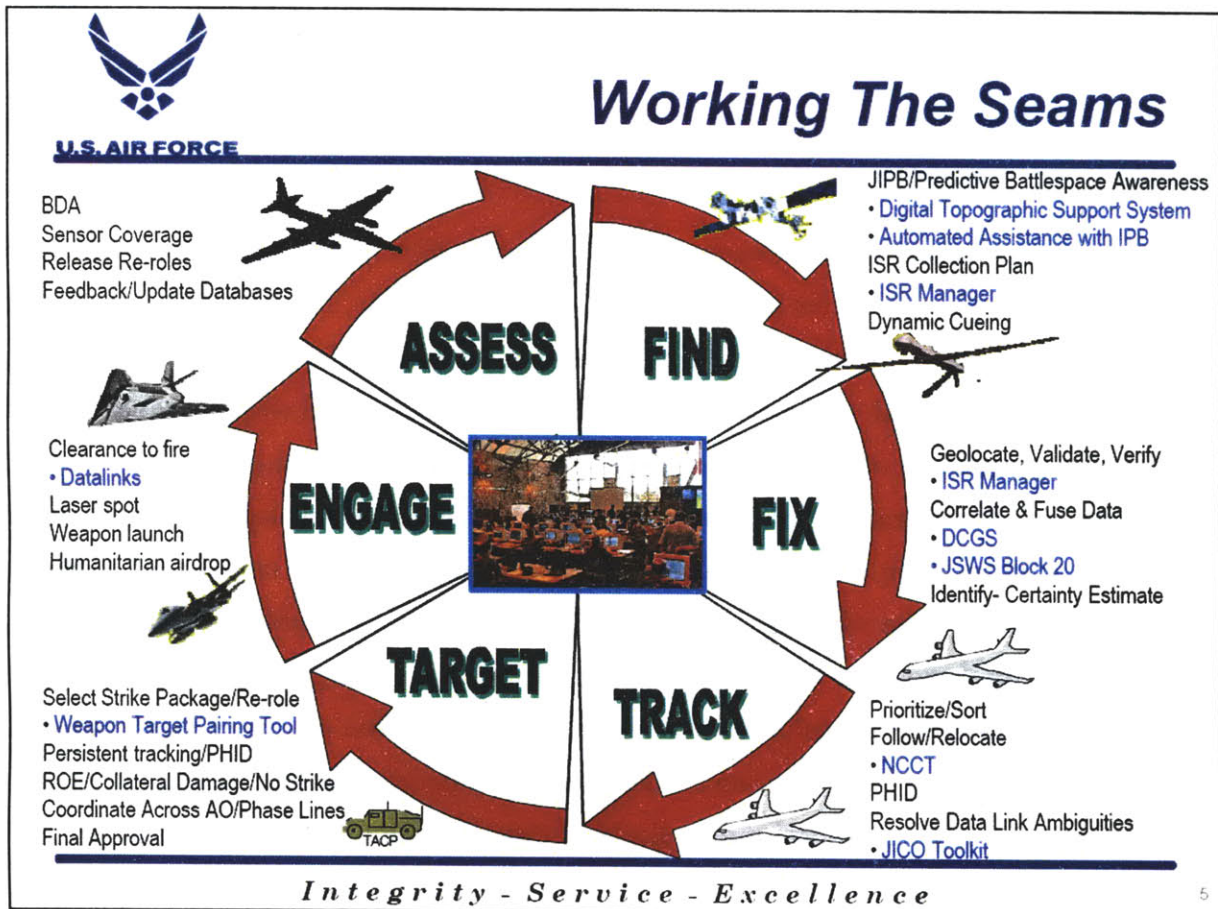 U.S. AIR FORCE
Working The Seams
BDA
Sensor Coverage
Release Re-roles
Feedback/Update Databases
JIPB/Predictive Battlespace Awareness
• Digital Topographic Support System
• Automated Assistance with IPB
ISR Collection Plan
• ISR Manager
Dynamic Cueing
ASSESS
FIND
Clearance to fire
• Datalinks
Laser spot
Weapon launch
Humanitarian airdrop
ENGAGE
FIX
Geolocate, Validate, Verify
• ISR Manager
Correlate & Fuse Data
• DCGS
• JSWS Block 20
Identify- Certainty Estimate
TARGET
TRACK
Select Strike Package/Re-role
• Weapon Target Pairing Tool
Persistent tracking/PHID
ROE/Collateral Damage/No Strike
Coordinate Across AO/Phase Lines
Final Approval
TACP
Prioritize/Sort
Follow/Relocate
• NCCT
PHID
Resolve Data Link Ambiguities
• JICO Toolkit
Integrity - Service - Excellence
5